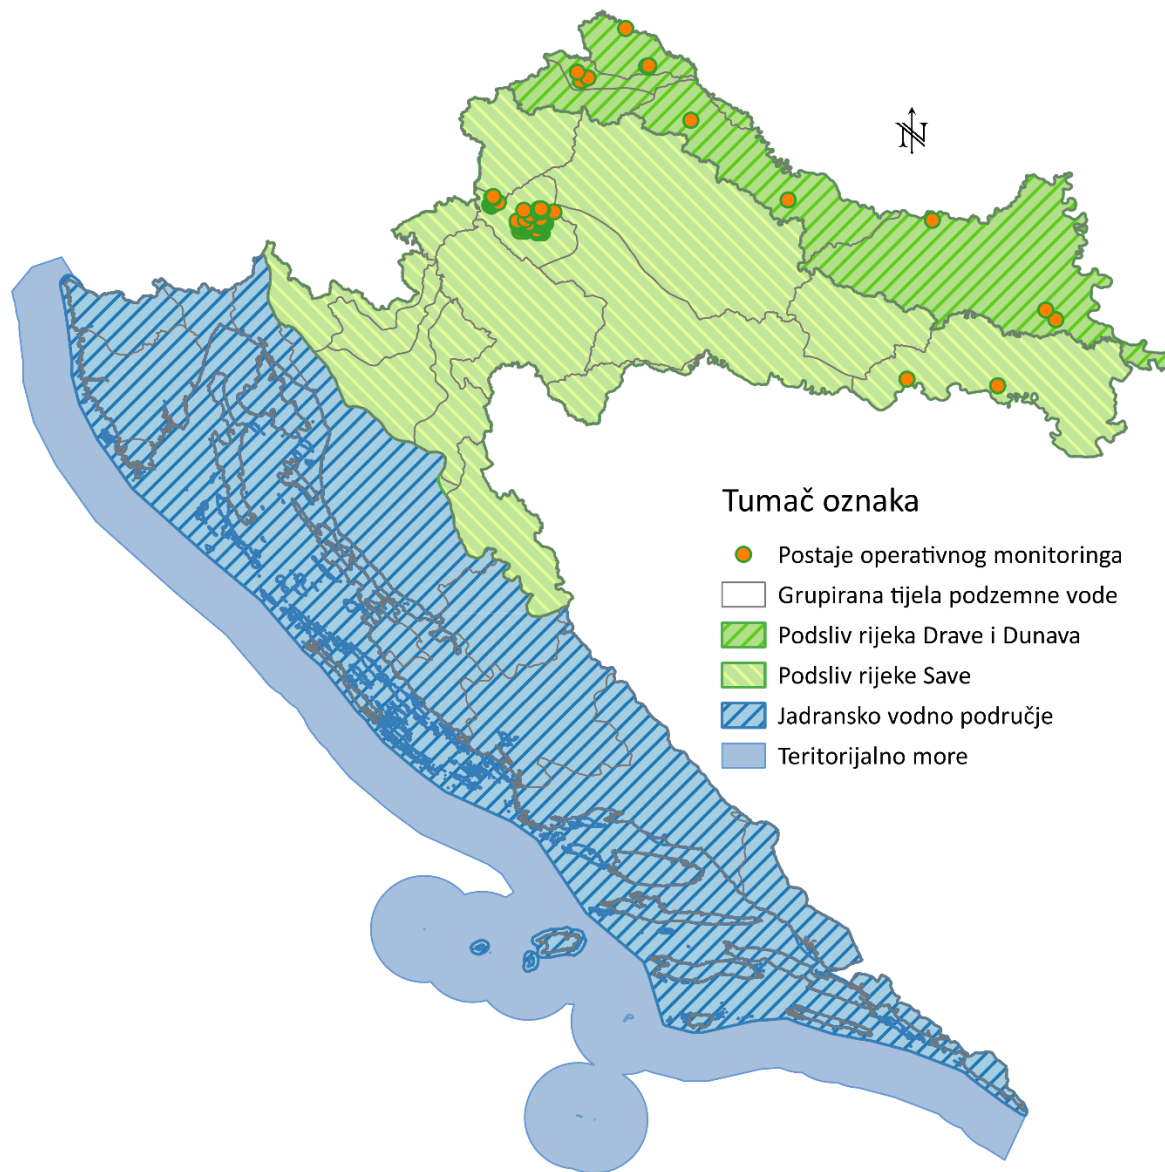 N
Tumač oznaka
Postaje operativnog monitoringa
Grupirana tijela podzemne vode
Podsliv rijeka Drave i Dunava
Podsliv rijeke Save
Jadransko vodno područje
Teritorijalno more